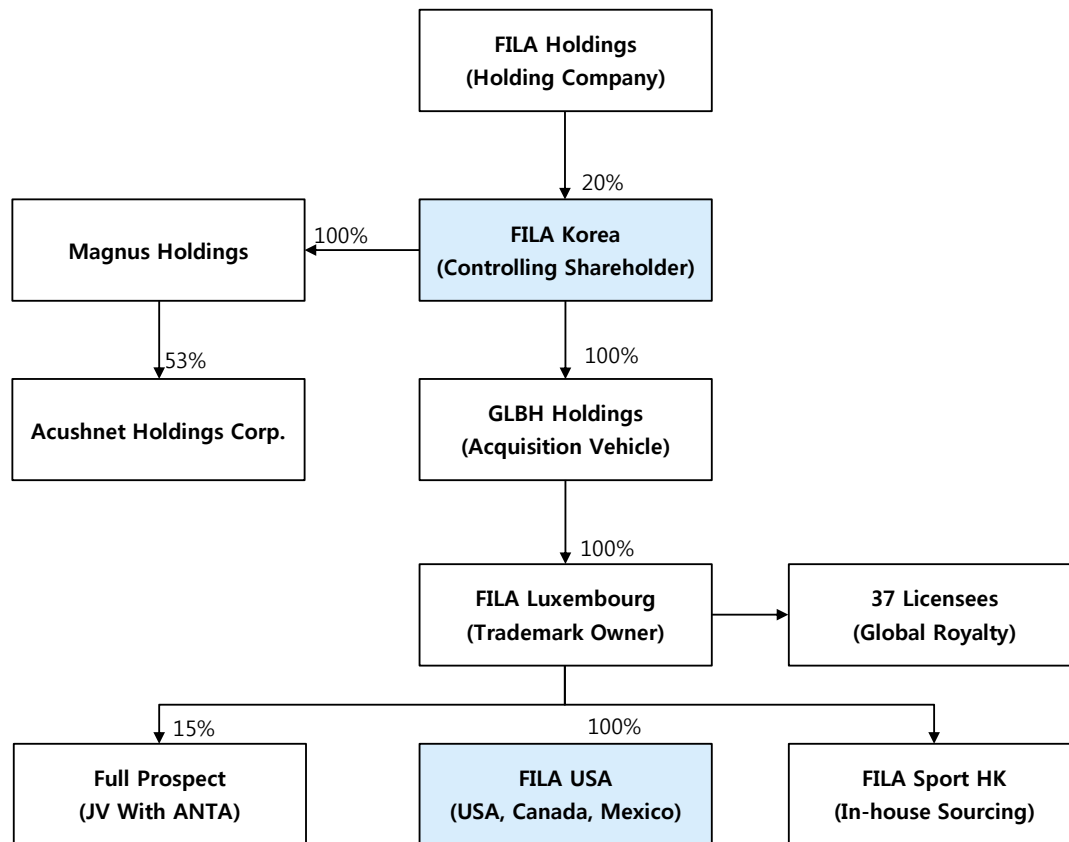 FILA Holdings
(Holding Company)
20%
Magnus Holdings
100%
FILA Korea
(Controlling Shareholder)
53%
100%
Acushnet Holdings Corp.
GLBH Holdings
(Acquisition Vehicle)
100%
FILA Luxembourg
(Trademark Owner)
37 Licensees
(Global Royalty)
15%
100%
Full Prospect
(JV With ANTA)
FILA USA
(USA, Canada, Mexico)
FILA Sport HK
(In-house Sourcing)